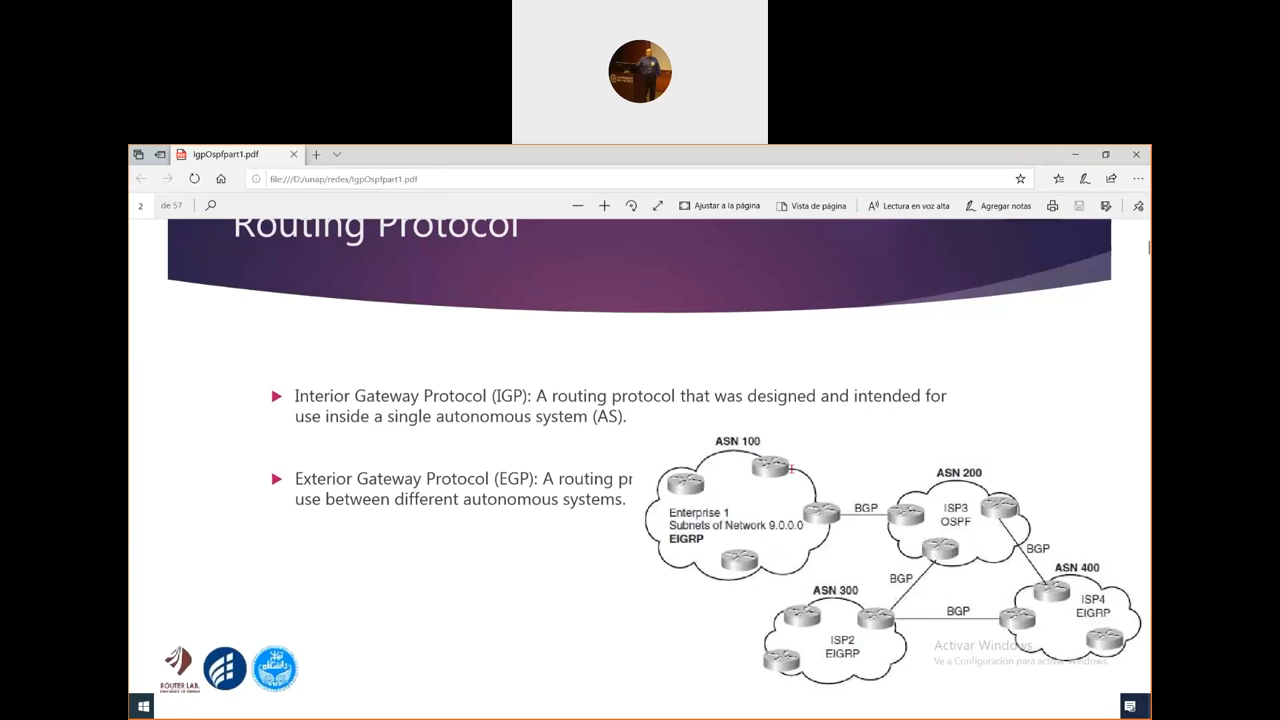 IgpOspfpart1.pdf
file:///D:/unap/redes/IgpOspfpart1.pdf
2 de 57
Ajustar a la página
Vista de página
Lectura en voz alta
Agregar notas
Routing Protocol
Interior Gateway Protocol (IGP): A routing protocol that was designed and intended for
use inside a single autonomous system (AS).
Exterior Gateway Protocol (EGP): A routing pr
use between different autonomous systems.
ASN 100
Enterprise 1
Subnets of Network 9.0.0.0
EIGRP
BGP
ASN 200
ISP3
OSPF
BGP
BGP
ASN 300
ISP2
EIGRP
BGP
ASN 400
ISP4
EIGRP
Activar Windows
Ve a Configuración para activar Windows.
ROUTER LAB.